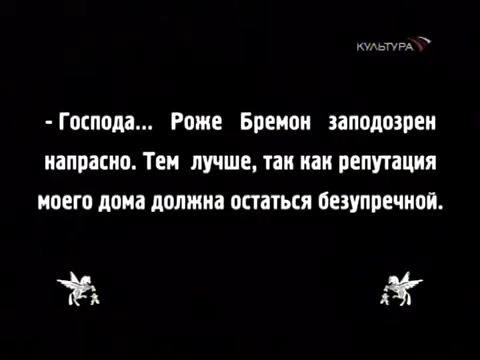 КУЛЬТУРА
- Господа... Роже Бремон заподозрен
напрасно. Тем лучше, так как репутация
моего дома должна остаться безупречной.